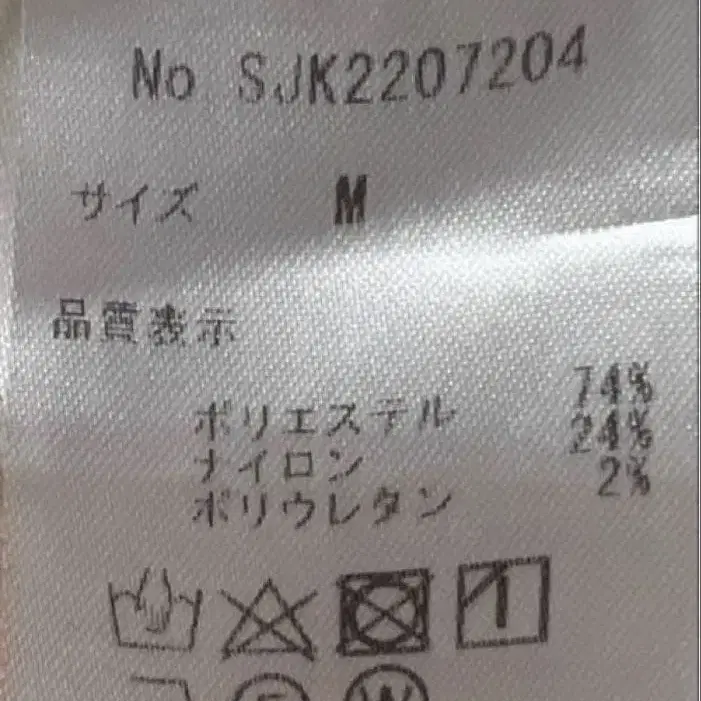 No SJK2207204
サイズ M
品質表示
ポリエステル 74%
ナイロン 24%
ポリウレタン 2%